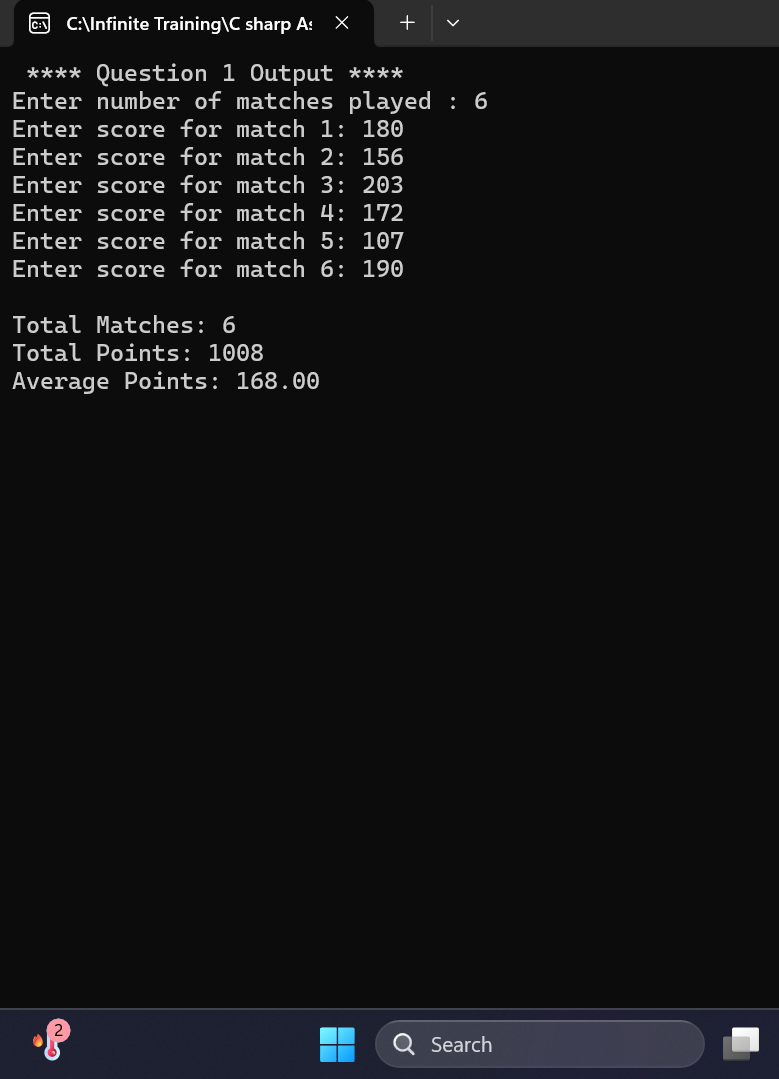 C:\Infinite Training\C sharp As
**** Question 1 Output ****
Enter number of matches played : 6
Enter score for match 1: 180
Enter score for match 2: 156
Enter score for match 3: 203
Enter score for match 4: 172
Enter score for match 5: 107
Enter score for match 6: 190
Total Matches: 6
Total Points: 1008
Average Points: 168.00
2
Search